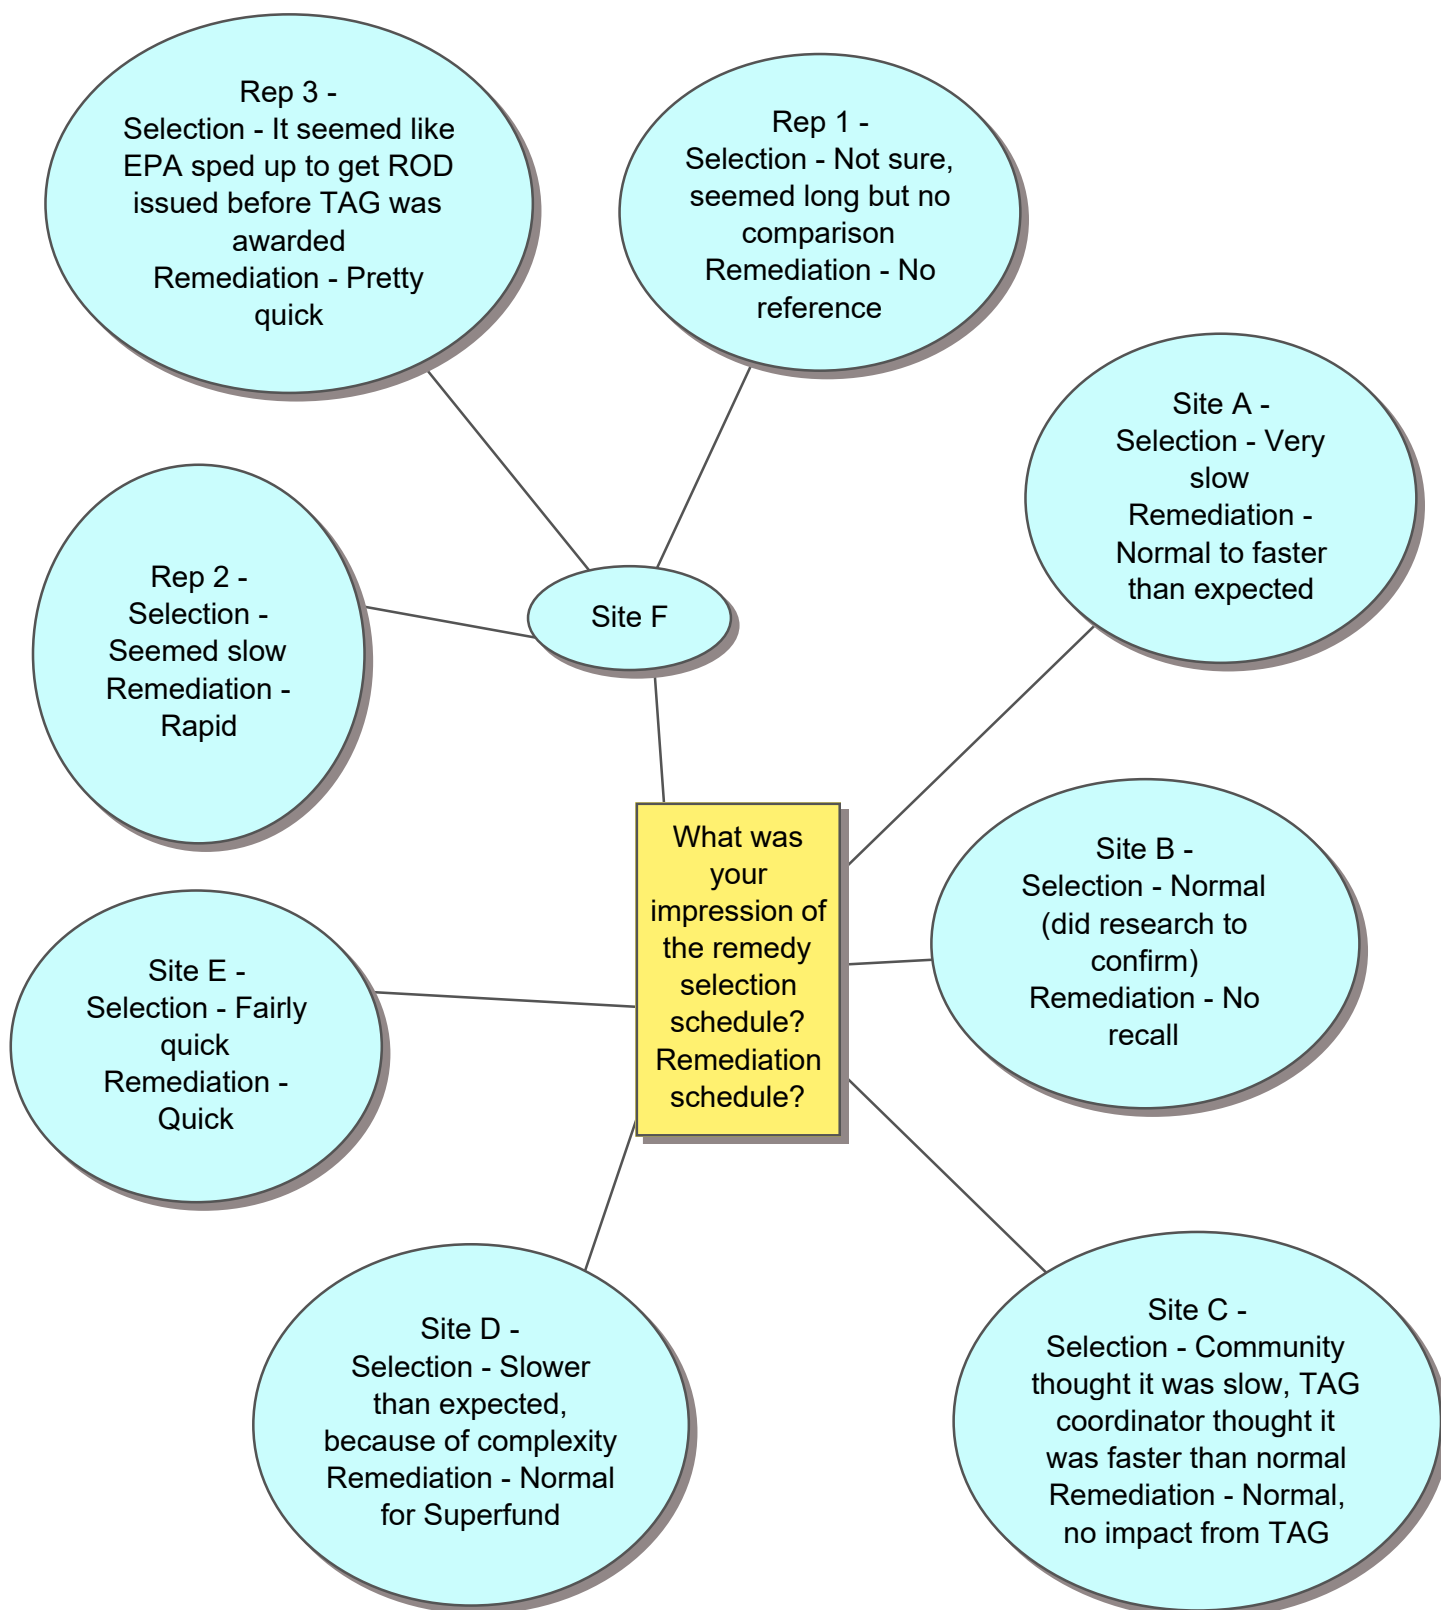 Rep 3 -
Selection - It seemed like
EPA sped up to get ROD
issued before TAG was
awarded
Remediation - Pretty
quick
Rep 1 -
Selection - Not sure,
seemed long but no
comparison
Remediation - No
reference
Site A -
Selection - Very
slow
Remediation -
Normal to faster
than expected
Rep 2 -
Selection -
Seemed slow
Remediation -
Rapid
Site F
What was
your
impression of
the remedy
selection
schedule?
Remediation
schedule?
Site B -
Selection - Normal
(did research to
confirm)
Remediation - No
recall
Site E -
Selection - Fairly
quick
Remediation -
Quick
Site D -
Selection - Slower
than expected,
because of complexity
Remediation - Normal
for Superfund
Site C -
Selection - Community
thought it was slow, TAG
coordinator thought it
was faster than normal
Remediation - Normal,
no impact from TAG